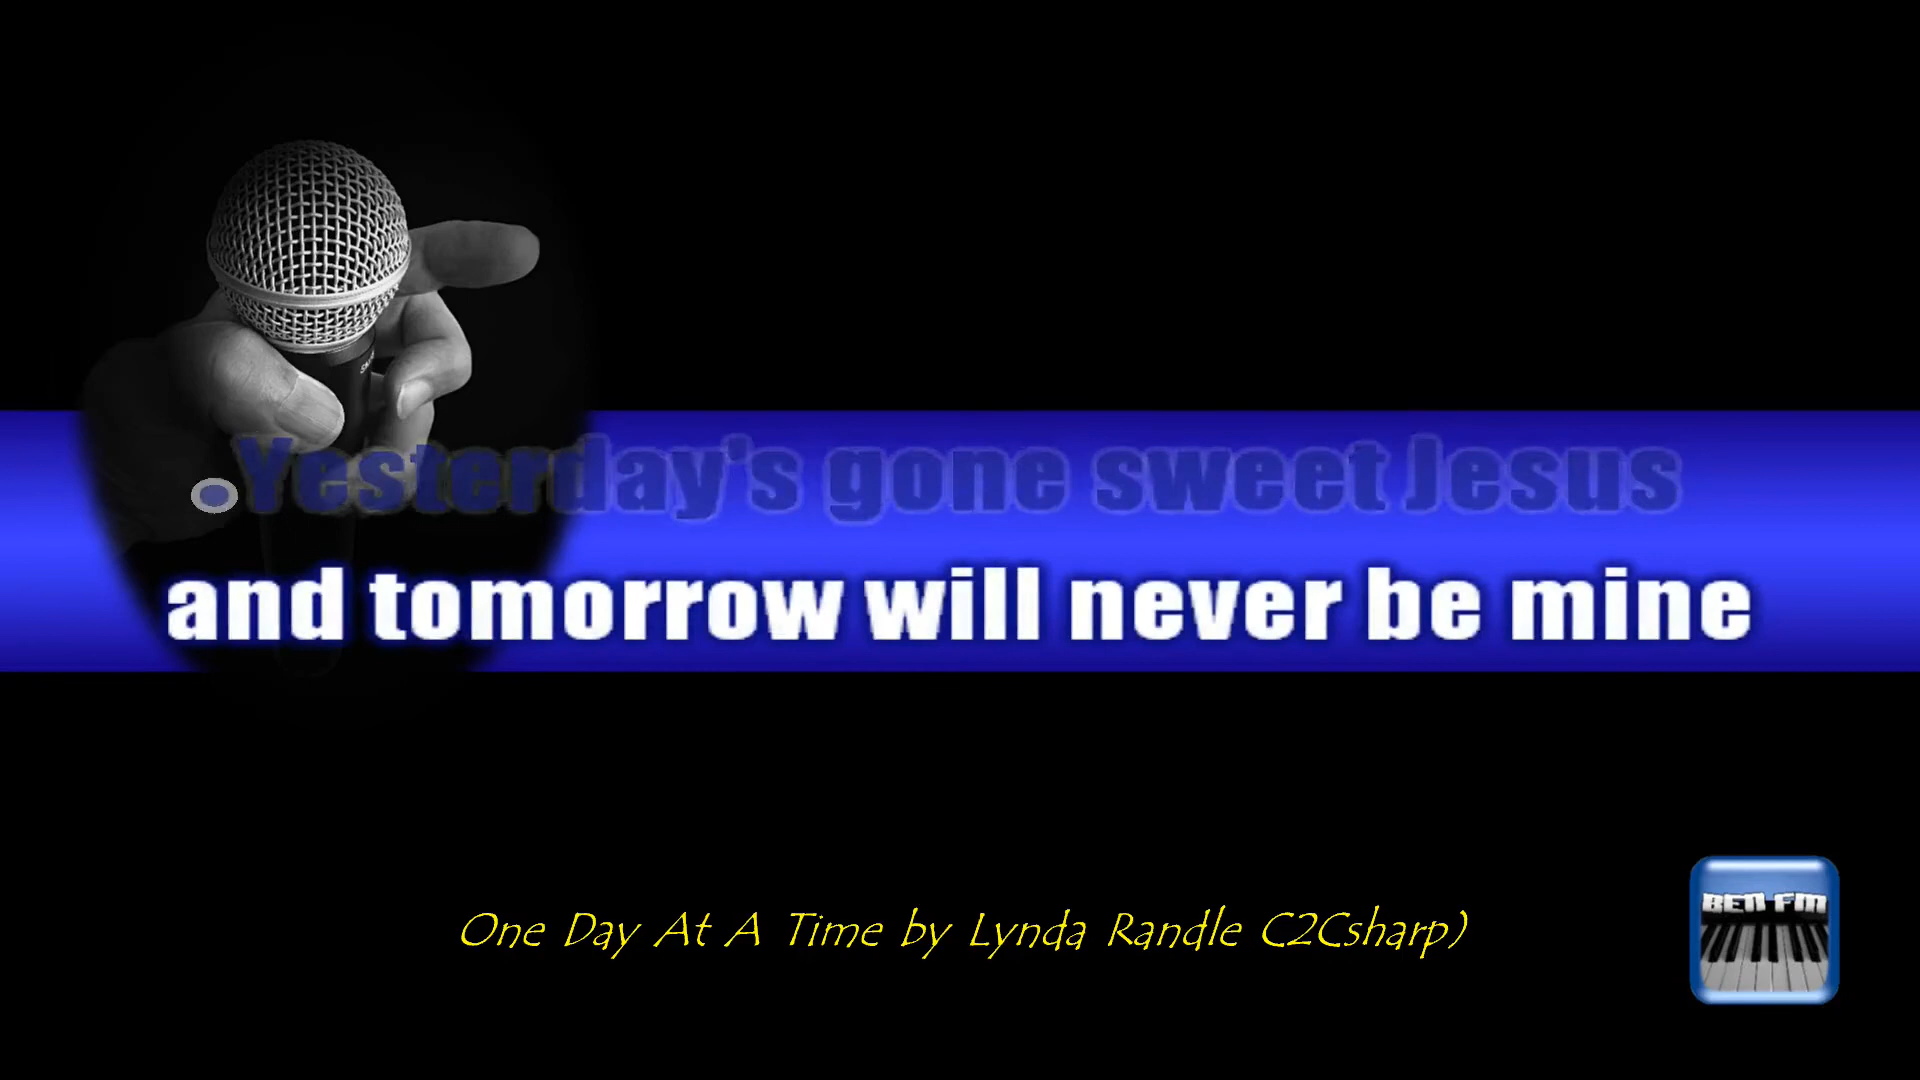 Yesterday's gone sweet Jesus
and tomorrow will never be mine
One Day At A Time by Lynda Randle C2Csharp)
BEN FM